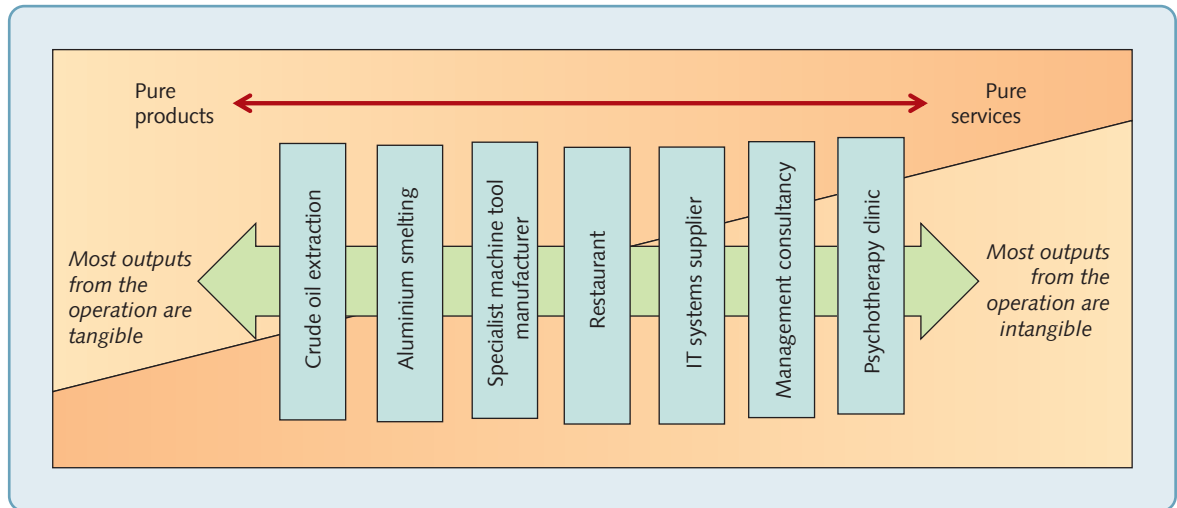 Pure
products
Pure
services
Most outputs
from the
operation are
tangible
Crude oil extraction
Aluminium smelting
Specialist machine tool
manufacturer
Restaurant
IT systems supplier
Management consultancy
Psychotherapy clinic
Most outputs
from the
operation are
intangible